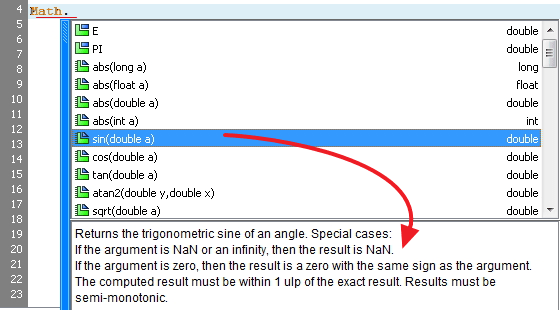 4 Math.
5
6
7
8
9
10
11
12
13
14
15
16
17
18
19
20
21
22
23
E double
PI double
abs(long a) long
abs(float a) float
abs(double a) double
abs(int a) int
sin(double a) double
cos(double a) double
tan(double a) double
atan2(double y,double x) double
sqrt(double a) double
Returns the trigonometric sine of an angle. Special cases:
If the argument is NaN or an infinity, then the result is NaN.
If the argument is zero, then the result is a zero with the same sign as the argument.
The computed result must be within 1 ulp of the exact result. Results must be
semi-monotonic.